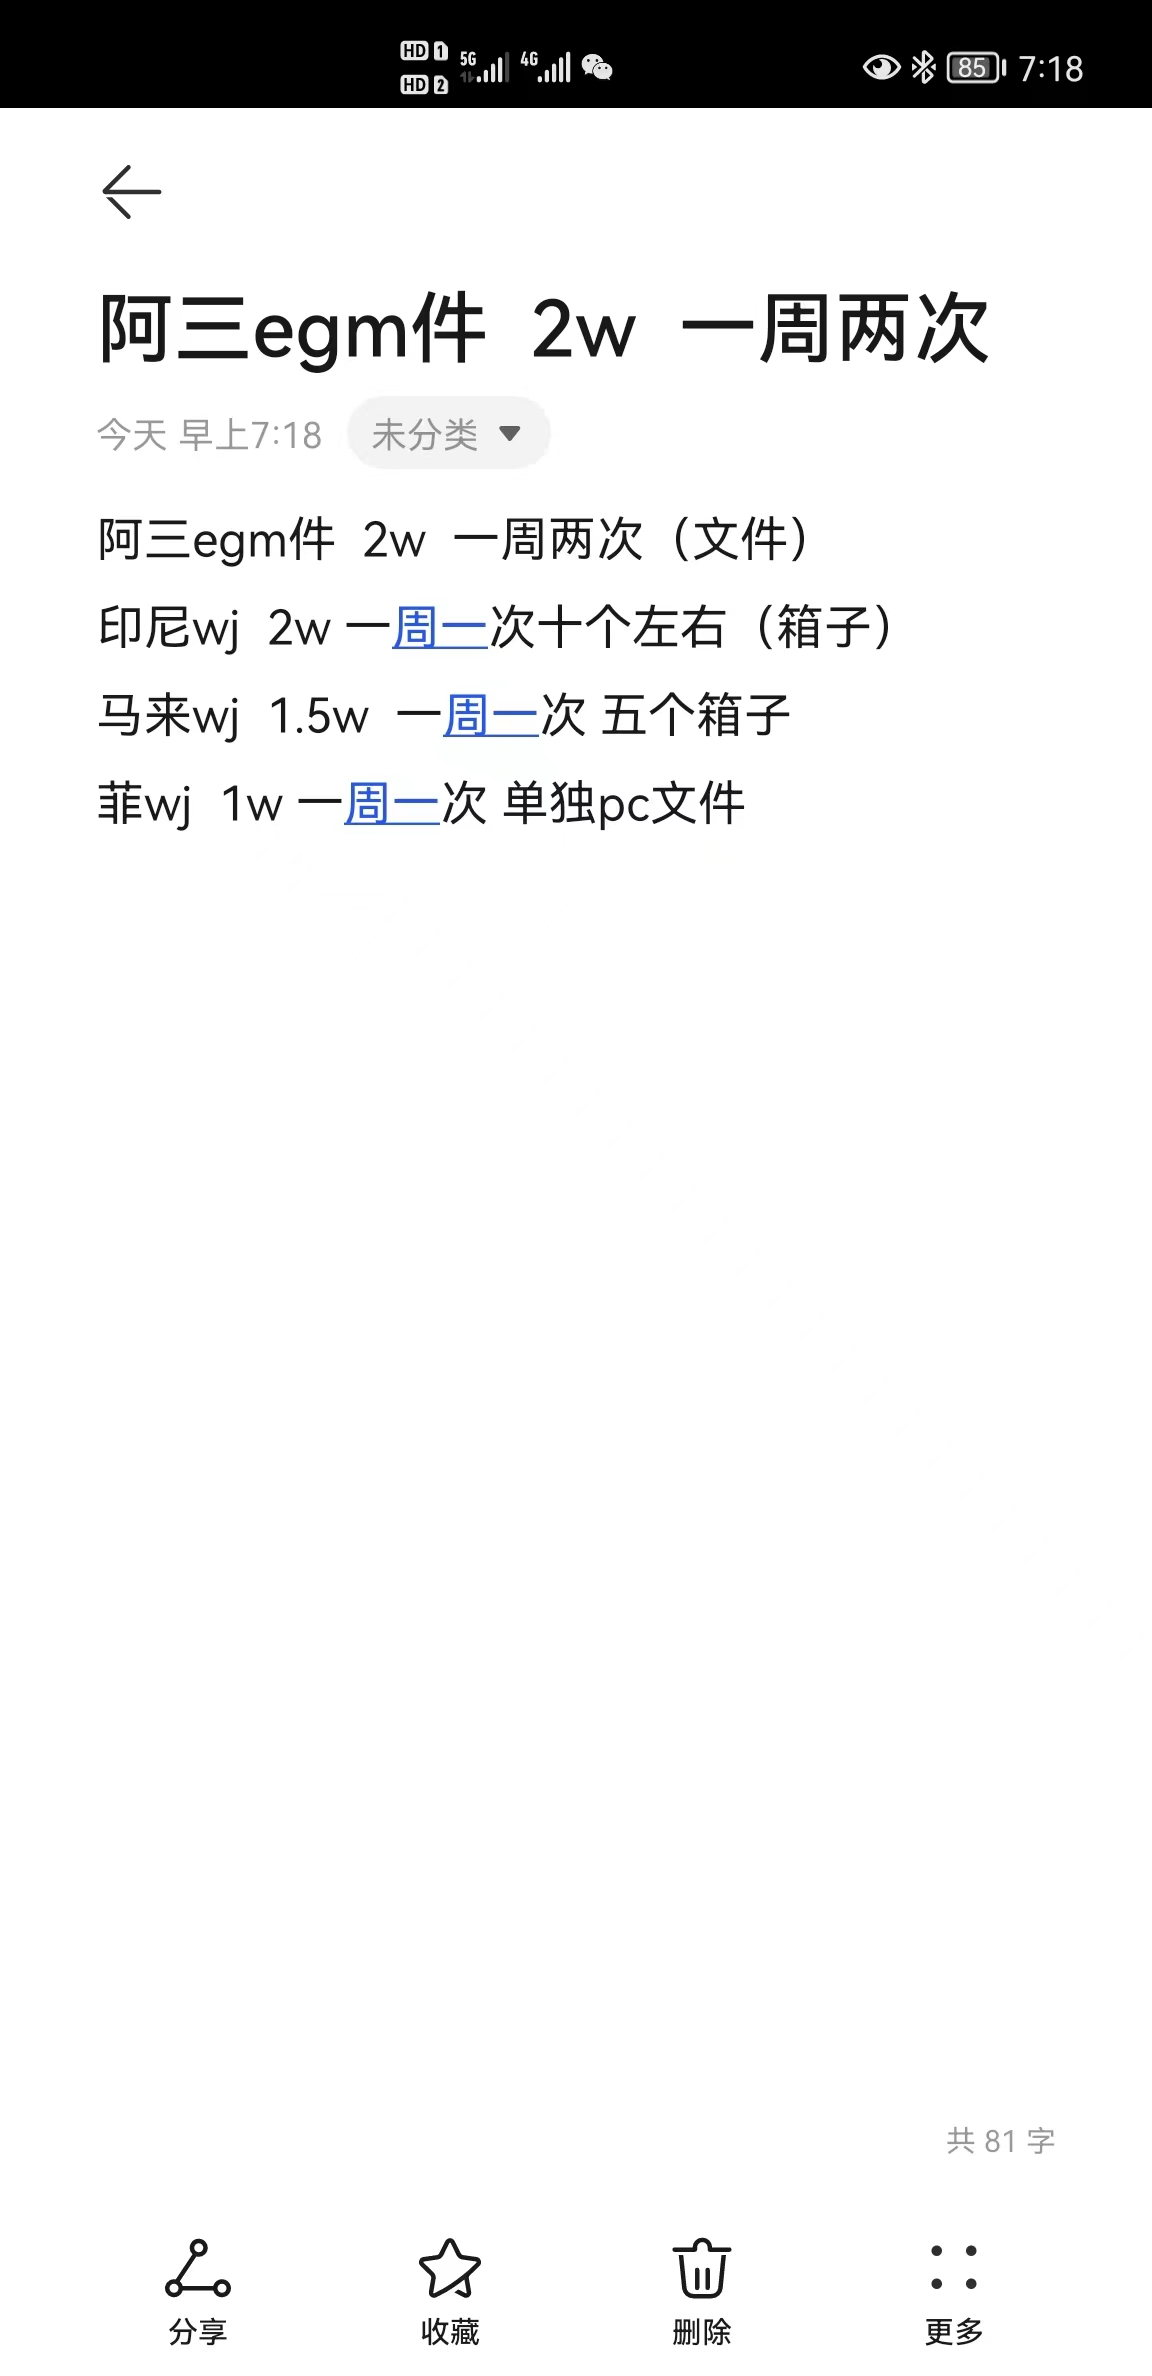 HD 1 5G 4G 85 7:18
HD 2
阿三egm件 2w 一周两次
今天 早上7:18 未分类
阿三egm件 2w 一周两次（文件）
印尼wj 2w 一周一次十个左右（箱子）
马来wj 1.5w 一周一次 五个箱子
菲wj 1w 一周一次 单独pc文件
共 81 字
分享 收藏 删除 更多